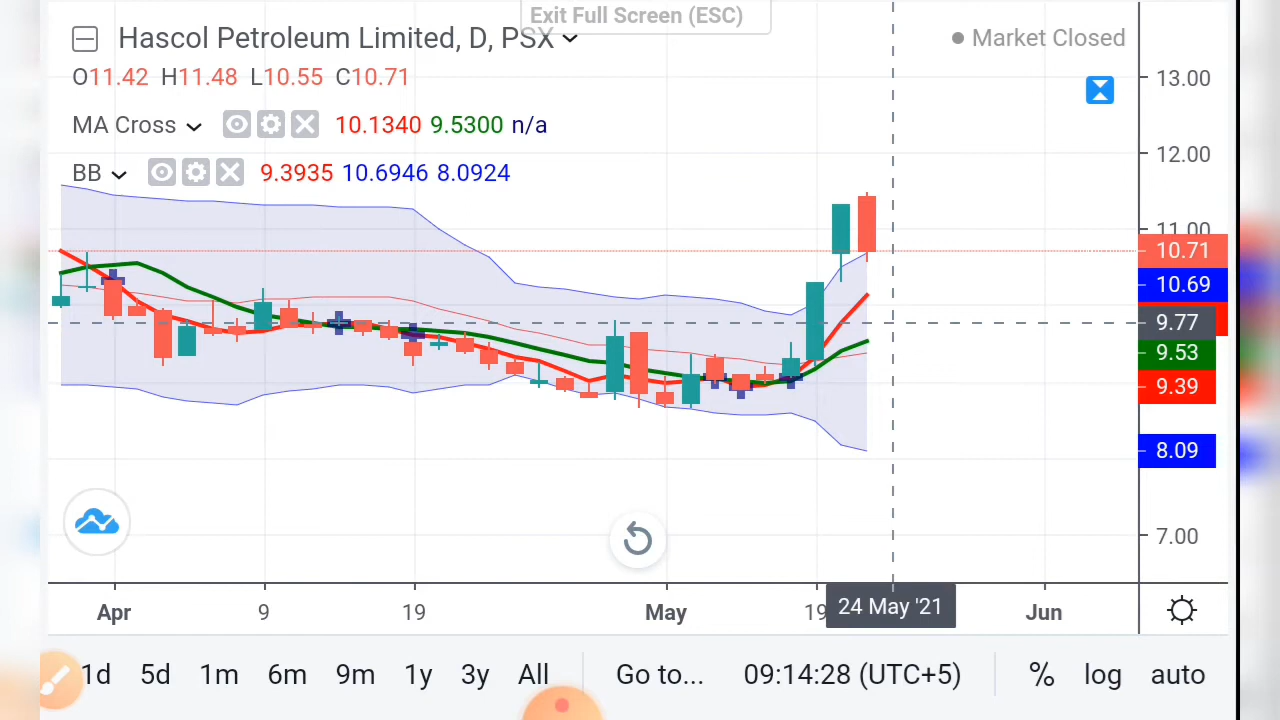 Exit Full Screen (ESC)
Hascol Petroleum Limited, D, PSX
Market Closed
O11.42 H11.48 L10.55 C10.71
MA Cross 10.1340 9.5300 n/a
BB 9.3935 10.6946 8.0924
13.00
12.00
11.00
10.71
10.69
9.77
9.53
9.39
8.09
7.00
Apr 9 19 May 19 24 May '21 Jun
1d 5d 1m 6m 9m 1y 3y All Go to... 09:14:28 (UTC+5) % log auto